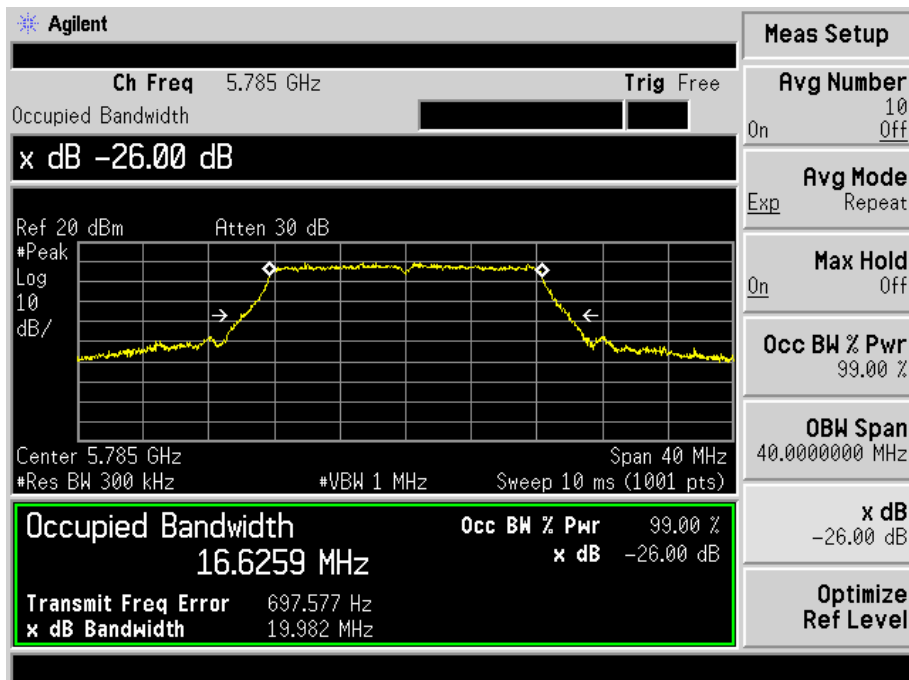 Agilent
Meas Setup
Ch Freq 5.785 GHz Trig Free
Occupied Bandwidth
x dB -26.00 dB
Ref 20 dBm Atten 30 dB
#Peak
Log
10
dB/
Center 5.785 GHz Span 40 MHz
#Res BW 300 kHz #VBW 1 MHz Sweep 10 ms (1001 pts)
Occupied Bandwidth
16.6259 MHz
Occ BW % Pwr 99.00 %
x dB -26.00 dB
Transmit Freq Error 697.577 Hz
x dB Bandwidth 19.982 MHz
Avg Number
10
On Off
Avg Mode
Exp Repeat
Max Hold
On Off
Occ BW % Pwr
99.00 %
OBW Span
40.0000000 MHz
x dB
-26.00 dB
Optimize
Ref Level